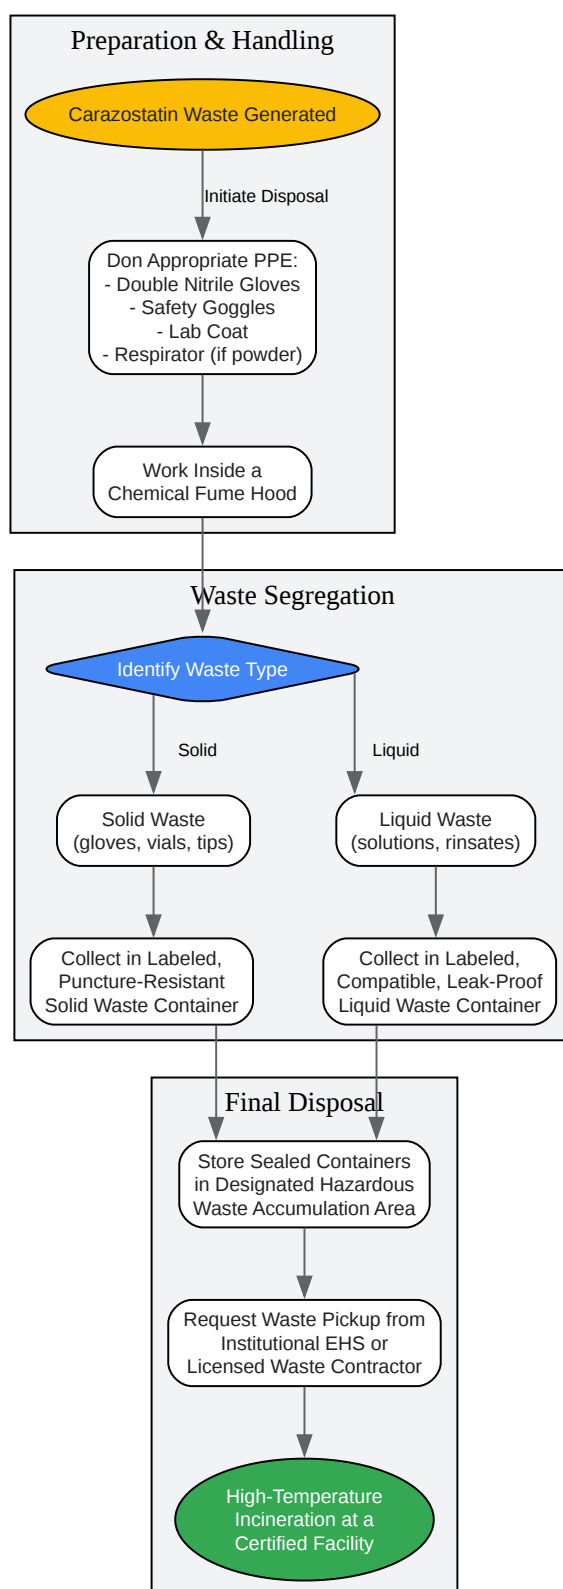 Preparation & Handling
Carazostatin Waste Generated
Initiate Disposal
Don Appropriate PPE:
- Double Nitrile Gloves
- Safety Goggles
- Lab Coat
- Respirator (if powder)
Work Inside a
Chemical Fume Hood
Waste Segregation
Identify Waste Type
Solid
Liquid
Solid Waste
(gloves, vials, tips)
Liquid Waste
(solutions, rinsates)
Collect in Labeled,
Puncture-Resistant
Solid Waste Container
Collect in Labeled,
Compatible, Leak-Proof
Liquid Waste Container
Final Disposal
Store Sealed Containers
in Designated Hazardous
Waste Accumulation Area
Request Waste Pickup from
Institutional EHS or
Licensed Waste Contractor
High-Temperature
Incineration at a
Certified Facility